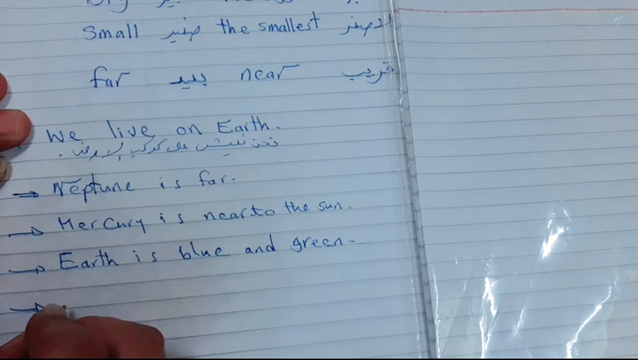 Small صغير the smallest الاصغر
far بعيد near قريب
We live on Earth.
نحن نعيش على كوكب الارض.
→ Neptune is far.
→ Mercury is near to the sun.
→ Earth is blue and green.
→